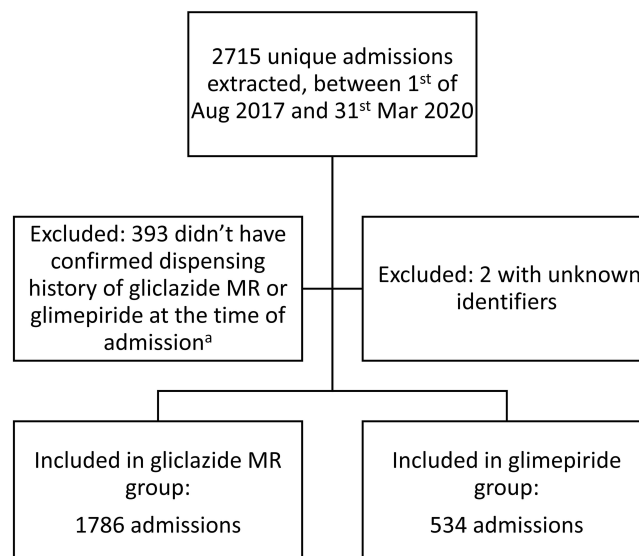 2715 unique admissions
extracted, between 1st of
Aug 2017 and 31st Mar 2020
Excluded: 393 didn’t have
confirmed dispensing
history of gliclazide MR or
glimepiride at the time of
admissionᵃ
Excluded: 2 with unknown
identifiers
Included in gliclazide MR
group:
1786 admissions
Included in glimepiride
group:
534 admissions